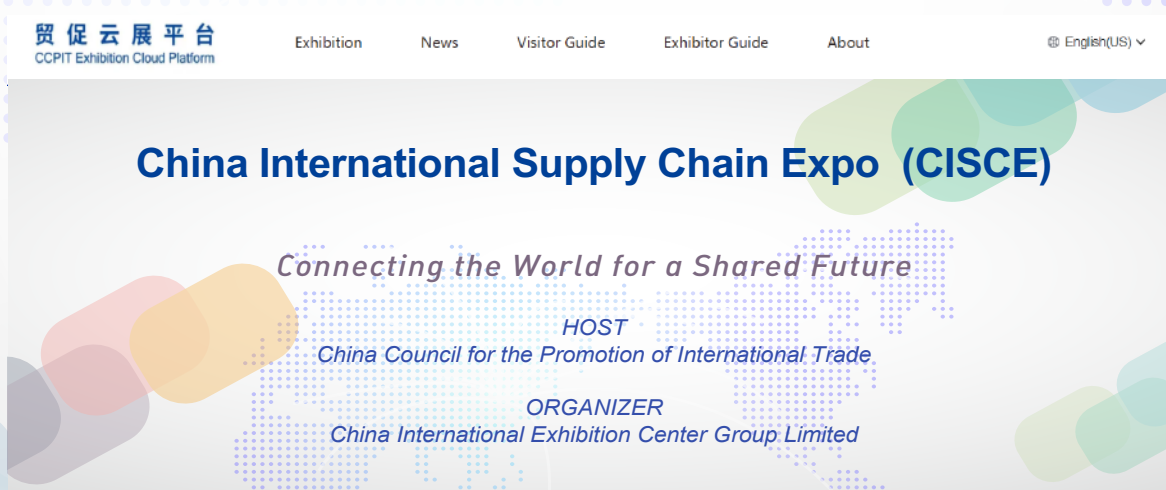 贸促云展平台
CCPIT Exhibition Cloud Platform
Exhibition News Visitor Guide Exhibitor Guide About English(US)
China International Supply Chain Expo (CISCE)
Connecting the World for a Shared Future
HOST
China Council for the Promotion of International Trade
ORGANIZER
China International Exhibition Center Group Limited